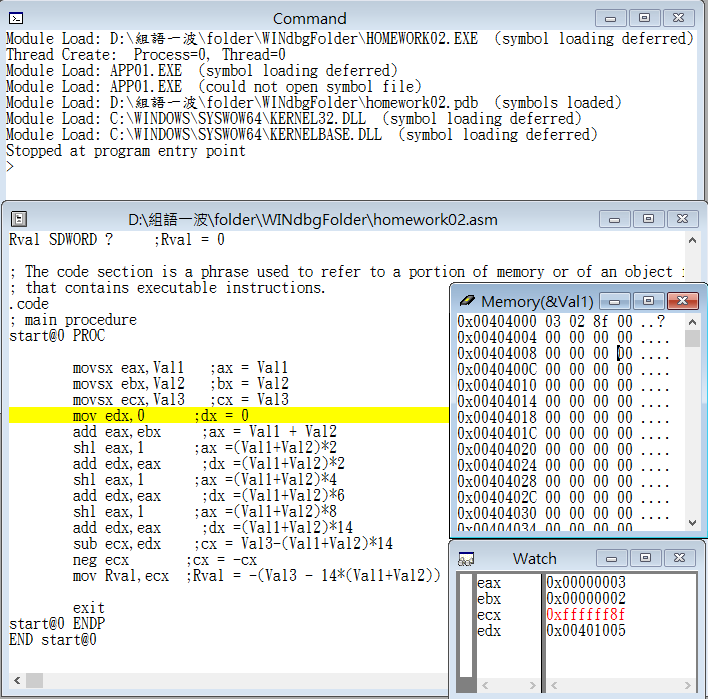 Command
Module Load: D:\組語一波\folder\WINdbgFolder\HOMEWORK02.EXE  (symbol loading deferred)
Thread Create:  Process=0, Thread=0
Module Load: APP01.EXE  (symbol loading deferred)
Module Load: APP01.EXE  (could not open symbol file)
Module Load: D:\組語一波\folder\WINdbgFolder\homework02.pdb  (symbols loaded)
Module Load: C:\WINDOWS\SYSWOW64\KERNEL32.DLL  (symbol loading deferred)
Module Load: C:\WINDOWS\SYSWOW64\KERNELBASE.DLL  (symbol loading deferred)
Stopped at program entry point
>
D:\組語一波\folder\WINdbgFolder\homework02.asm
Rval SDWORD ?     ;Rval = 0
; The code section is a phrase used to refer to a portion of memory or of an object
; that contains executable instructions.
.code
; main procedure
start@0 PROC
movsx eax,Val1   ;ax = Val1
movsx ebx,Val2   ;bx = Val2
movsx ecx,Val3   ;cx = Val3
mov edx,0      ;dx = 0
add eax,ebx     ;ax = Val1 + Val2
shl eax,1      ;ax =(Val1+Val2)*2
add edx,eax     ;dx =(Val1+Val2)*2
shl eax,1      ;ax =(Val1+Val2)*4
add edx,eax     ;dx =(Val1+Val2)*6
shl eax,1      ;ax =(Val1+Val2)*8
add edx,eax     ;dx =(Val1+Val2)*14
sub ecx,edx    ;cx = Val3-(Val1+Val2)*14
neg ecx       ;cx = -cx
mov Rval,ecx  ;Rval = -(Val3 - 14*(Val1+Val2))
exit
start@0 ENDP
END start@0
Memory(&Val1)
0x00404000 03 02 8f 00 ..?
0x00404004 00 00 00 00 ....
0x00404008 00 00 00 00 ....
0x0040400C 00 00 00 00 ....
0x00404010 00 00 00 00 ....
0x00404014 00 00 00 00 ....
0x00404018 00 00 00 00 ....
0x0040401C 00 00 00 00 ....
0x00404020 00 00 00 00 ....
0x00404024 00 00 00 00 ....
0x00404028 00 00 00 00 ....
0x0040402C 00 00 00 00 ....
0x00404030 00 00 00 00 ....
0x00404034 00 00 00 00 ....
Watch
eax 0x00000003
ebx 0x00000002
ecx 0xffffff8f
edx 0x00401005